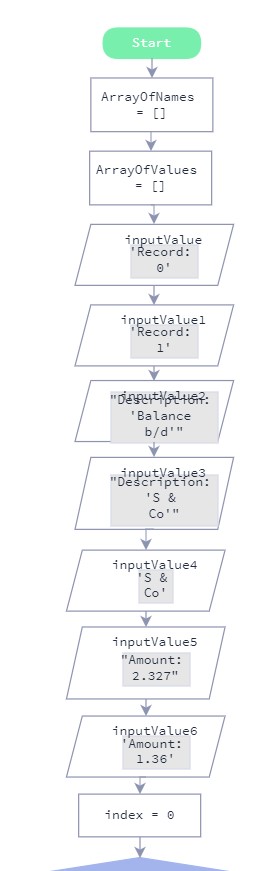 Start
ArrayOfNames
= []
ArrayOfValues
= []
inputValue
'Record:
0'
inputValue1
'Record:
1'
inputValue2
"Description:
'Balance
b/d'"
inputValue3
"Description:
'S &
Co'"
inputValue4
'S &
Co'
inputValue5
"Amount:
2.327"
inputValue6
'Amount:
1.36'
index = 0